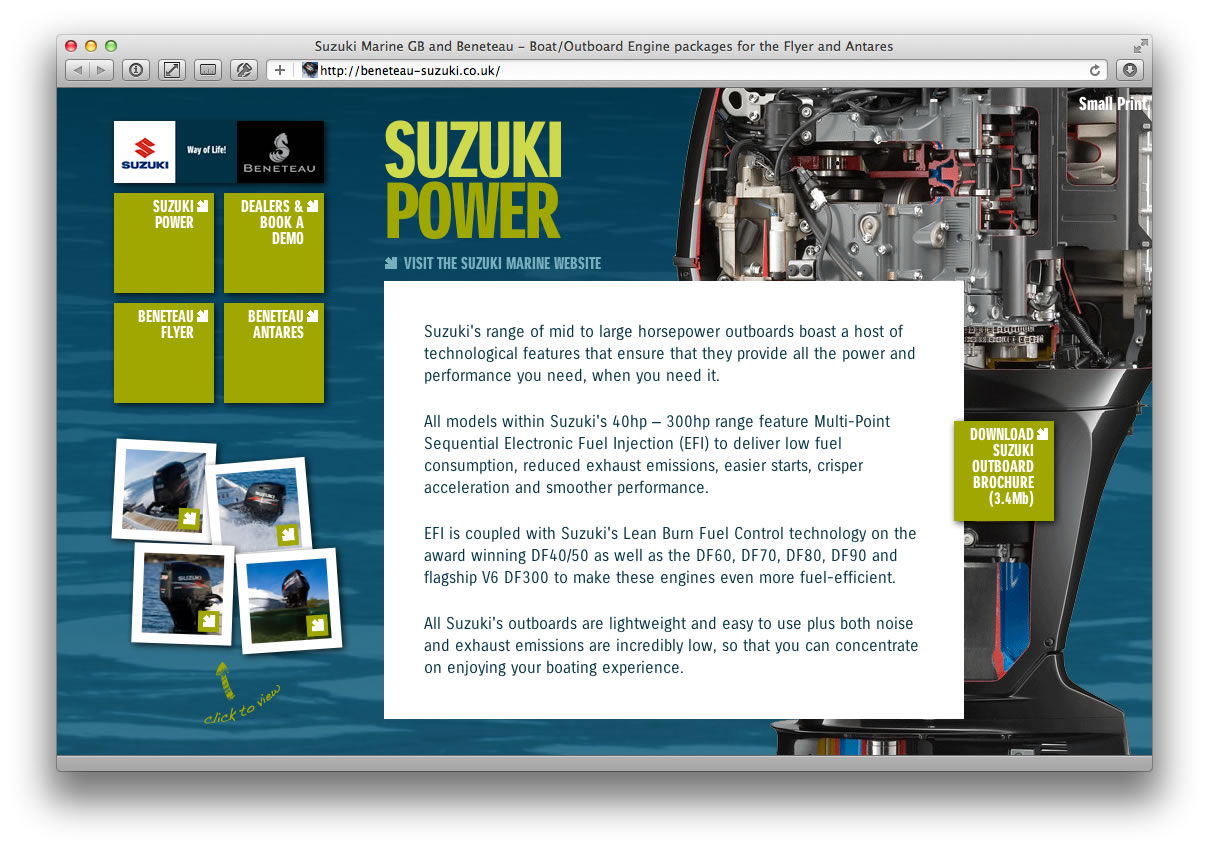 Suzuki Marine GB and Beneteau – Boat/Outboard Engine packages for the Flyer and Antares
http://beneteau-suzuki.co.uk/
Small Print
SUZUKI
Way of Life!
BENETEAU
SUZUKI
POWER
DEALERS &
BOOK A
DEMO
BENETEAU
FLYER
BENETEAU
ANTARES
SUZUKI
click to view
SUZUKI
POWER
VISIT THE SUZUKI MARINE WEBSITE
Suzuki's range of mid to large horsepower outboards boast a host of
technological features that ensure that they provide all the power and
performance you need, when you need it.
All models within Suzuki's 40hp – 300hp range feature Multi-Point
Sequential Electronic Fuel Injection (EFI) to deliver low fuel
consumption, reduced exhaust emissions, easier starts, crisper
acceleration and smoother performance.
EFI is coupled with Suzuki's Lean Burn Fuel Control technology on the
award winning DF40/50 as well as the DF60, DF70, DF80, DF90 and
flagship V6 DF300 to make these engines even more fuel-efficient.
All Suzuki's outboards are lightweight and easy to use plus both noise
and exhaust emissions are incredibly low, so that you can concentrate
on enjoying your boating experience.
DOWNLOAD
SUZUKI
OUTBOARD
BROCHURE
(3.4Mb)